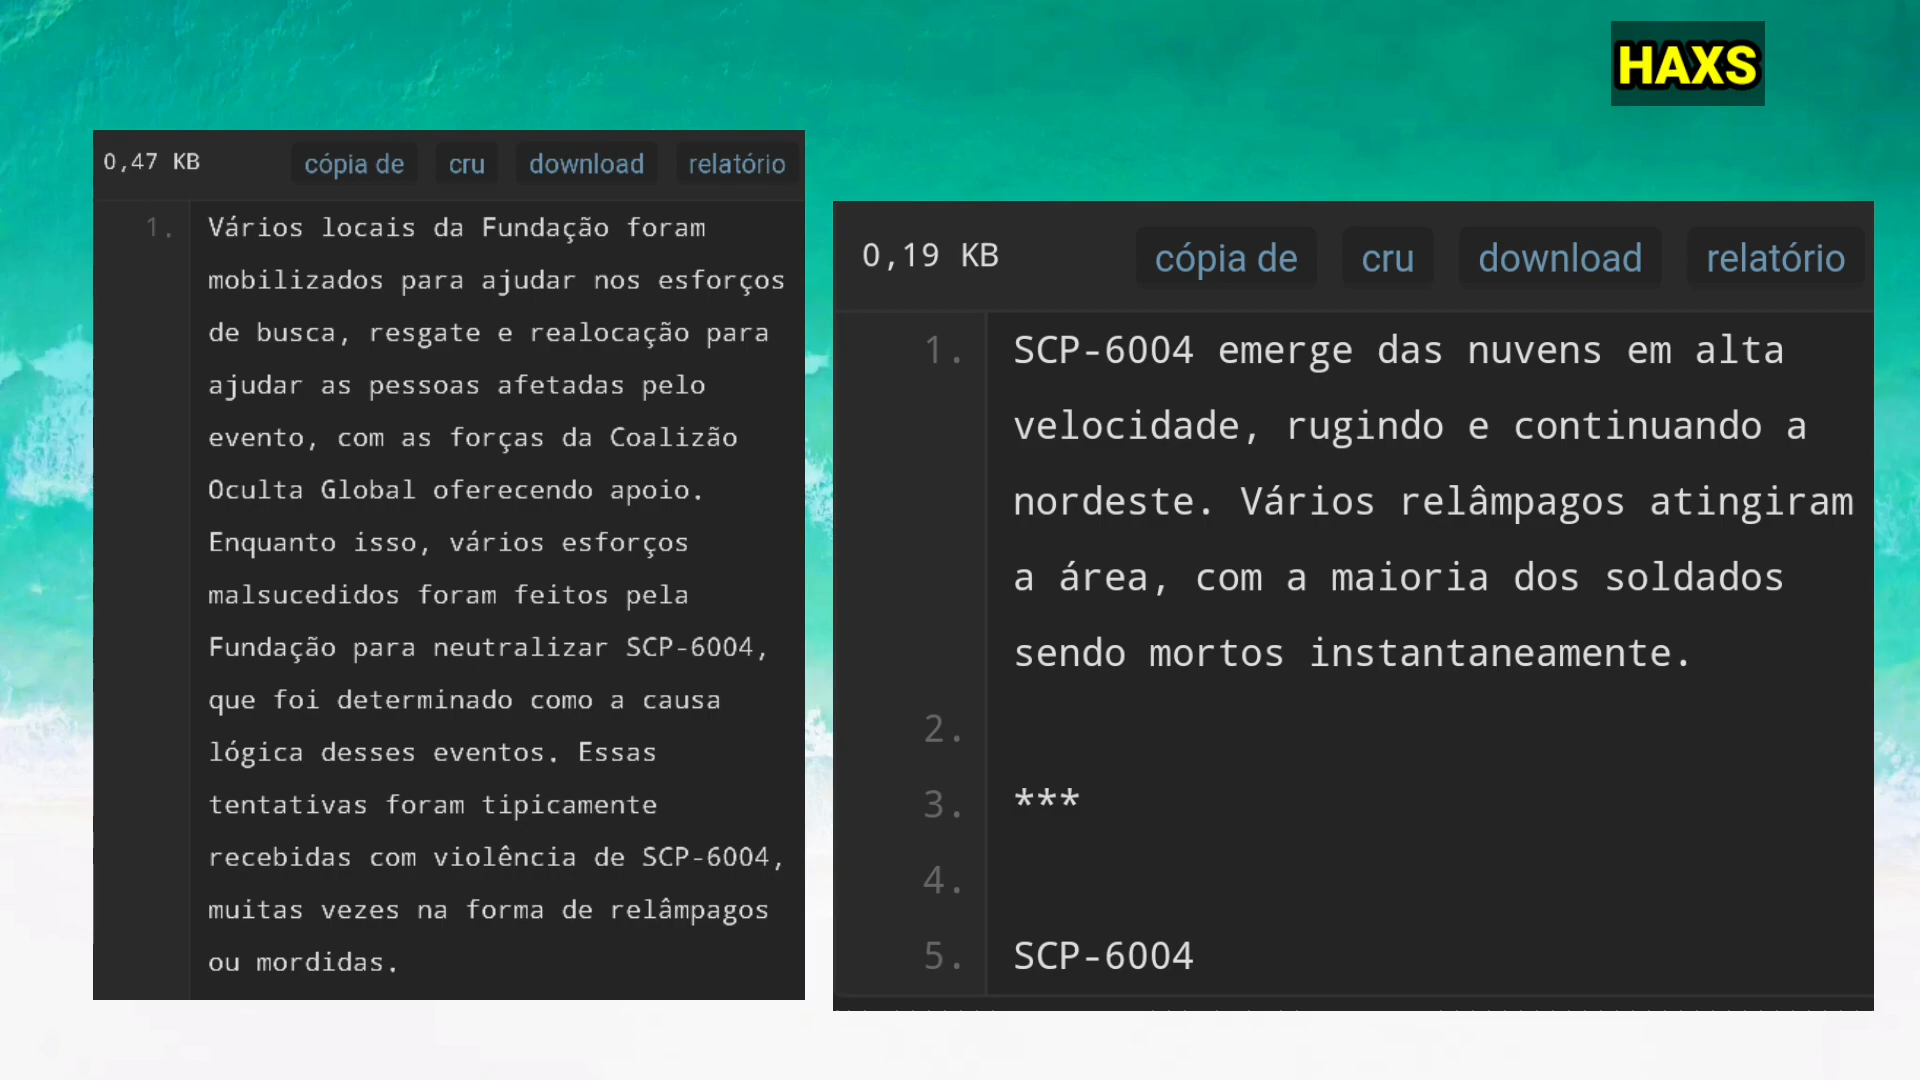 HAXS
0,47 KB
cópia de
cru
download
relatório
1.
Vários locais da Fundação foram
mobilizados para ajudar nos esforços
de busca, resgate e realocação para
ajudar as pessoas afetadas pelo
evento, com as forças da Coalizão
Oculta Global oferecendo apoio.
Enquanto isso, vários esforços
malsucedidos foram feitos pela
Fundação para neutralizar SCP-6004,
que foi determinado como a causa
lógica desses eventos. Essas
tentativas foram tipicamente
recebidas com violência de SCP-6004,
muitas vezes na forma de relâmpagos
ou mordidas.
0,19 KB
cópia de
cru
download
relatório
1.
SCP-6004 emerge das nuvens em alta
velocidade, rugindo e continuando a
nordeste. Vários relâmpagos atingiram
a área, com a maioria dos soldados
sendo mortos instantaneamente.
2.
3.
***
4.
5.
SCP-6004